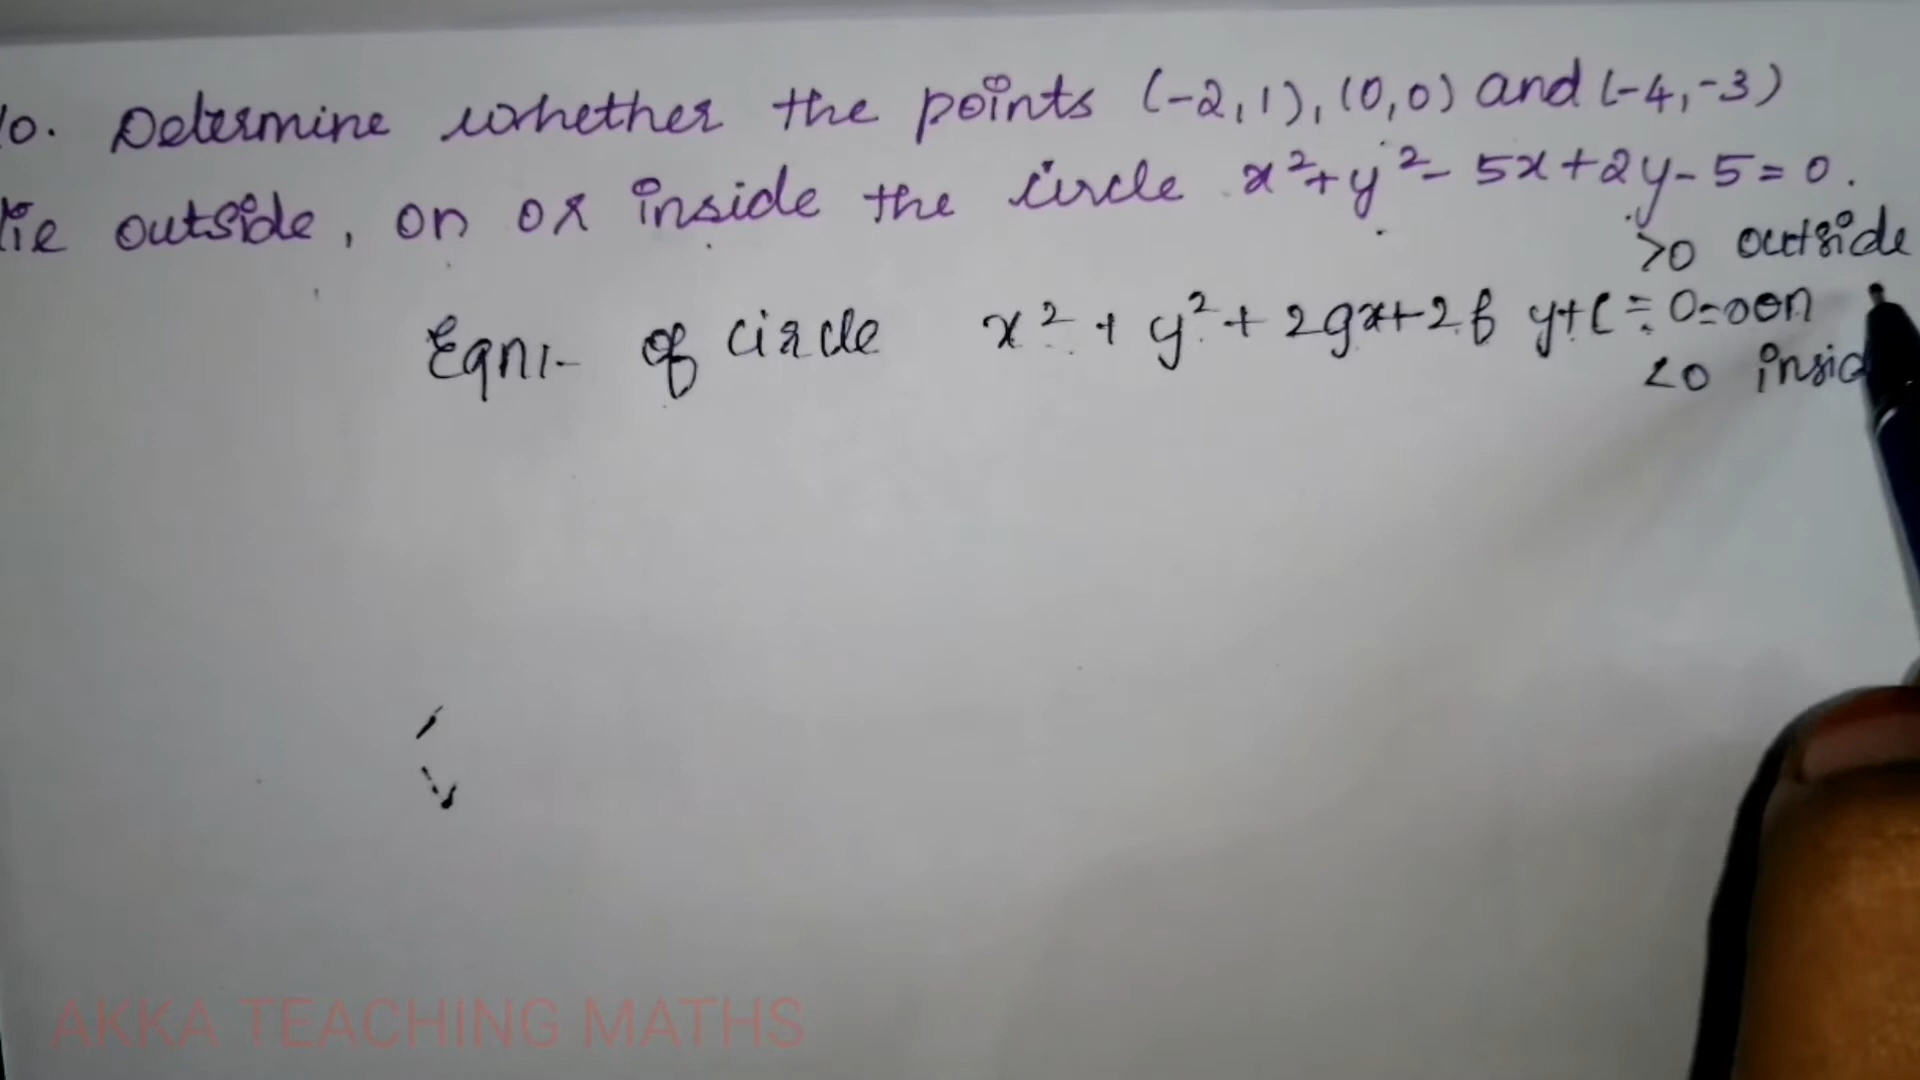 10. Determine whether the points (-2,1), (0,0) and (-4,-3)
lie outside, on or inside the circle x²+y²-5x+2y-5=0.
>0 outside
Eqn:- of circle x²+y²+2gx+2fy+c=0=0 on
<0 insid
AKKA TEACHING MATHS